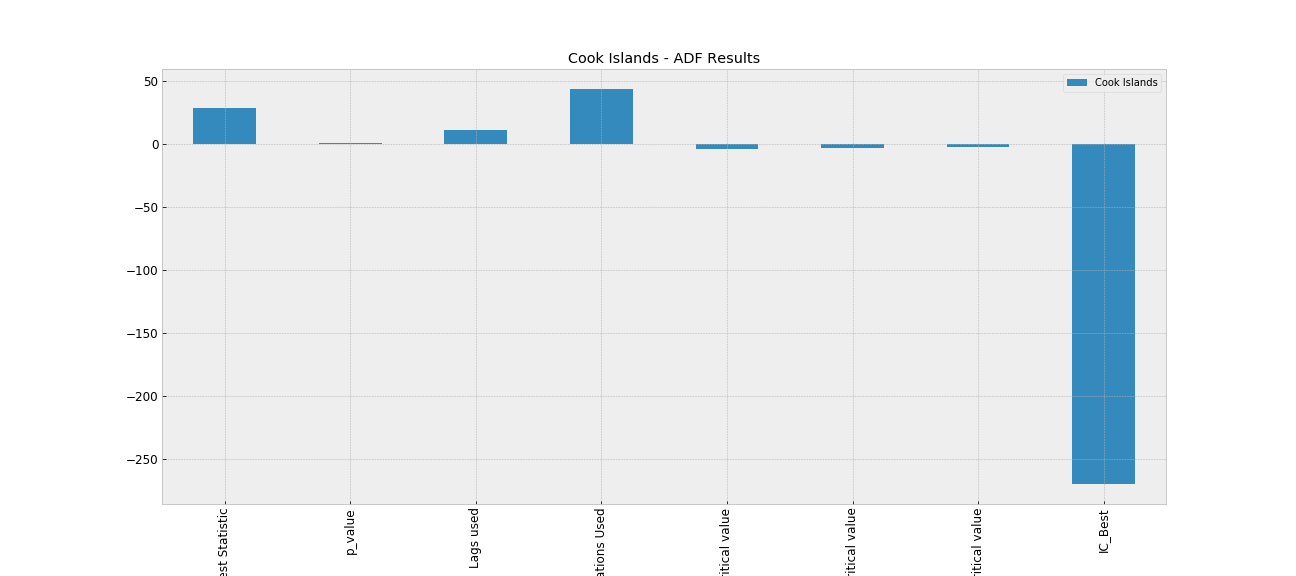 Cook Islands - ADF Results
Cook Islands
50
0
−50
−100
−150
−200
−250
est Statistic
p_value
Lags used
ations Used
ritical value
ritical value
ritical value
IC_Best